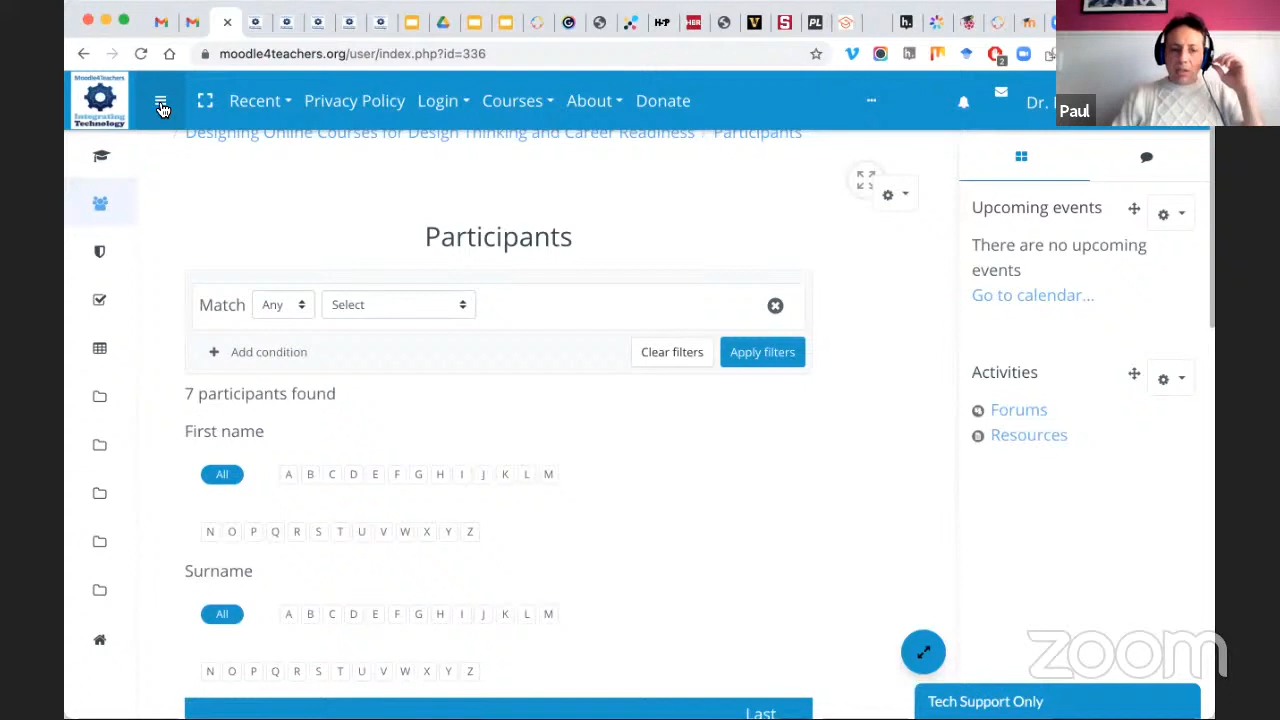 moodle4teachers.org/user/index.php?id=336
2
Moodle4Teachers
Integrating
Technology
Recent Privacy Policy Login Courses About Donate
Dr.
Paul
Designing Online Courses for Design Thinking and Career Readiness / Participants
Participants
Match Any Select
+ Add condition Clear filters Apply filters
7 participants found
First name
All A B C D E F G H I J K L M
N O P Q R S T U V W X Y Z
Surname
All A B C D E F G H I J K L M
N O P Q R S T U V W X Y Z
Last
Upcoming events
There are no upcoming
events
Go to calendar...
Activities
Forums
Resources
Tech Support Only
zoom